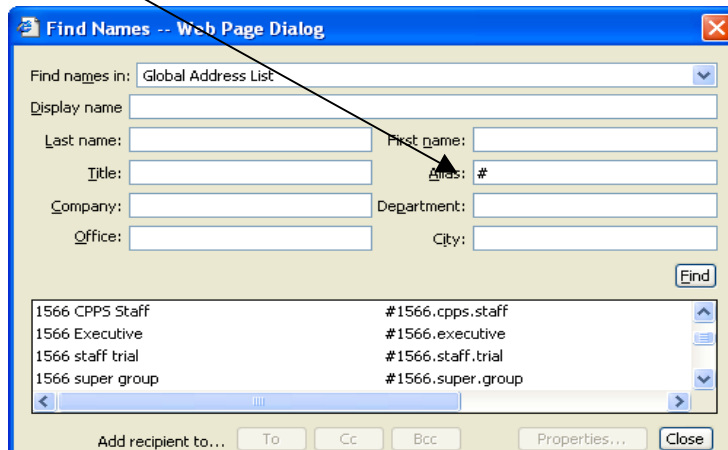 Find Names -- Web Page Dialog
Find names in: Global Address List
Display name
Last name: First name:
Title: Alias: #
Company: Department:
Office: City:
Find
1566 CPPS Staff #1566.cpps.staff
1566 Executive #1566.executive
1566 staff trial #1566.staff.trial
1566 super group #1566.super.group
Add recipient to... To Cc Bcc Properties... Close